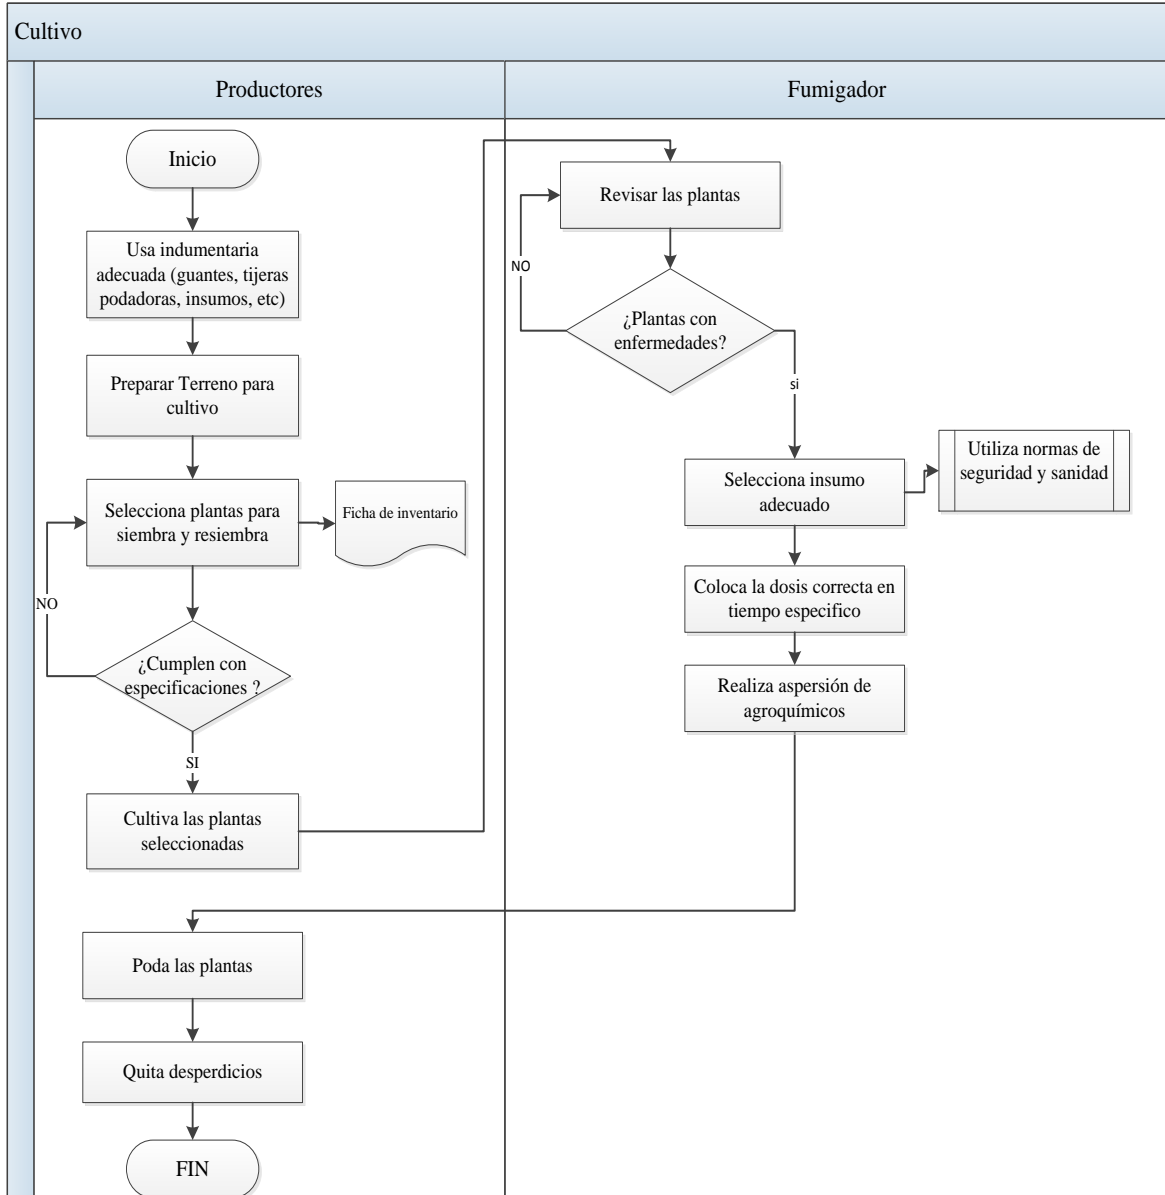 Cultivo
Productores
Fumigador
Inicio
Usa indumentaria
adecuada (guantes, tijeras
podadoras, insumos, etc)
Preparar Terreno para
cultivo
Selecciona plantas para
siembra y resiembra
Ficha de inventario
NO
¿Cumplen con
especificaciones ?
SI
Cultiva las plantas
seleccionadas
Revisar las plantas
NO
¿Plantas con
enfermedades?
si
Selecciona insumo
adecuado
Utiliza normas de
seguridad y sanidad
Coloca la dosis correcta en
tiempo especifico
Realiza aspersión de
agroquímicos
Poda las plantas
Quita desperdicios
FIN